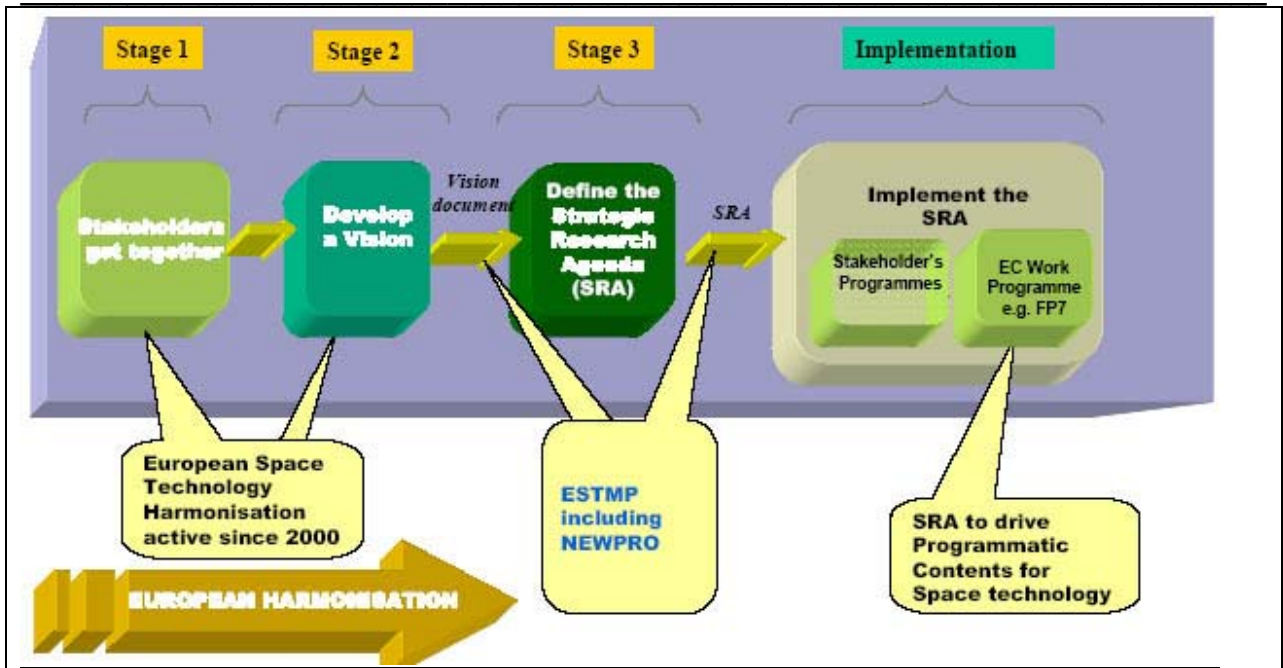 Stage 1
Stage 2
Stage 3
Implementation
Stakeholders
get together
Develop
a Vision
Vision
document
Define the
Strategic
Research
Agenda
(SRA)
SRA
Implement the
SRA
Stakeholder's
Programmes
EC Work
Programme
e.g. FP7
European Space
Technology
Harmonisation
active since 2000
ESTMP
including
NEWPRO
SRA to drive
Programmatic
Contents for
Space technology
EUROPEAN HARMONISATION